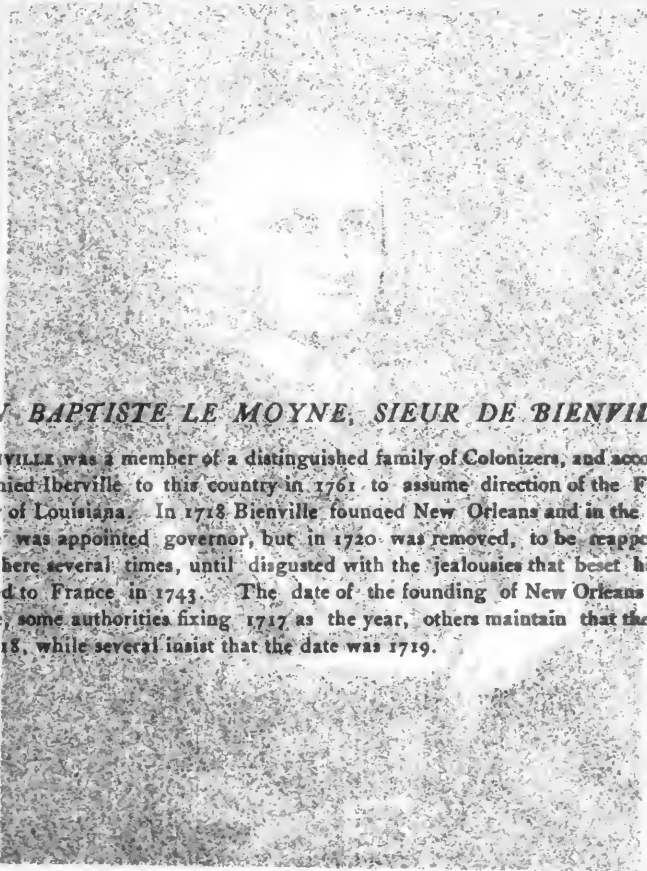 BAPTISTE LE MOYNE, SIEUR DE BIENVIL
VILLE was a member of a distinguished family of Colonizers, and acco
nied Iberville to this country in 1761 to assume direction of the F
of Louisiana. In 1718 Bienville founded New Orleans and in the
was appointed governor, but in 1720 was removed, to be reappo
here several times, until disgusted with the jealousies that beset h
d to France in 1743. The date of the founding of New Orleans
, some authorities fixing 1717 as the year, others maintain that the
18, while several insist that the date was 1719.